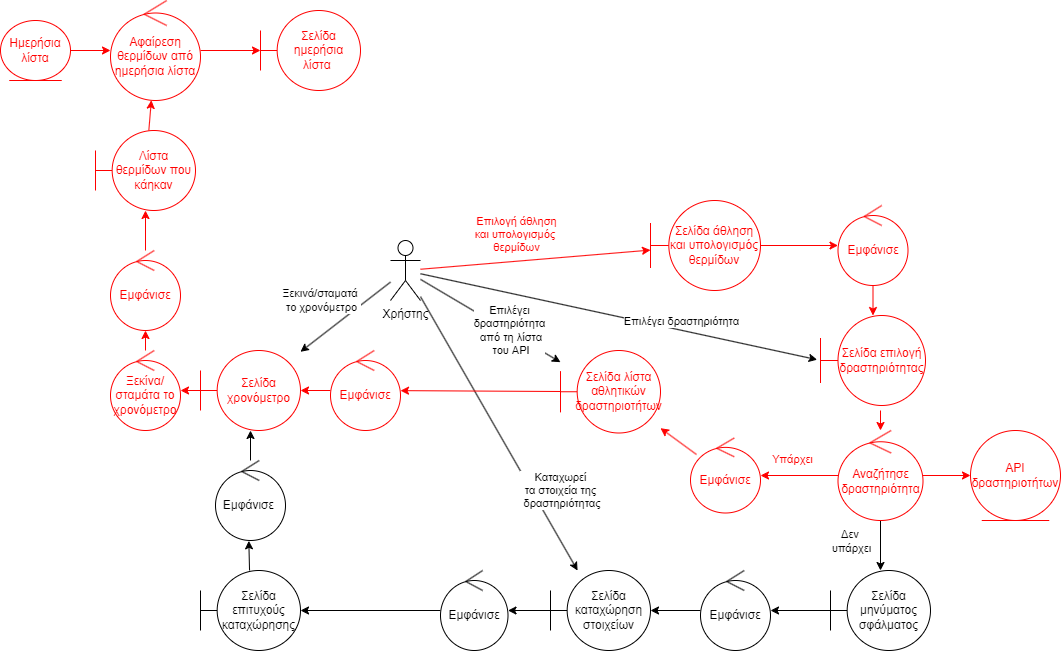 Ημερήσια
λίστα
Αφαίρεση
θερμίδων από
ημερήσια λίστα
Σελίδα
ημερήσια
λίστα
Λίστα
θερμίδων που
κάηκαν
Επιλογή άθληση
και υπολογισμός
θερμίδων
Σελίδα άθληση
και υπολογισμός
θερμίδων
Εμφάνισε
Εμφάνισε
Ξεκινά/σταματά
το χρονόμετρο
Χρήστης
Επιλέγει
δραστηριότητα
από τη λίστα
του API
Επιλέγει δραστηριότητα
Σελίδα επιλογή
δραστηριότητας
Ξεκίνα/
σταμάτα το
χρονόμετρο
Σελίδα
χρονόμετρο
Εμφάνισε
Σελίδα λίστα
αθλητικών
δραστηριοτήτων
Υπάρχει
Εμφάνισε
Αναζήτησε
δραστηριότητα
API
δραστηριοτήτων
Καταχωρεί
τα στοιχεία της
δραστηριότητας
Εμφάνισε
Δεν
υπάρχει
Σελίδα
επιτυχούς
καταχώρησης
Εμφάνισε
Σελίδα
καταχώρηση
στοιχείων
Εμφάνισε
Σελίδα
μηνύματος
σφάλματος